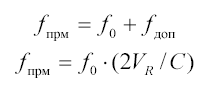 f_прм = f_0 + f_доп
f_прм = f_0 · (2V_R / C)